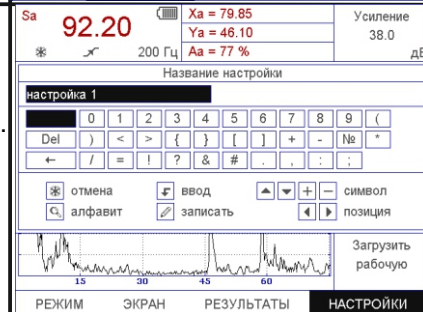 Sa 92.20 Xa = 79.85 Усиление
Ya = 46.10 38.0
200 Гц Aa = 77 % дБ
Название настройки
настройка 1
0 1 2 3 4 5 6 7 8 9 (
Del ) < > { } [ ] + - № *
← / = ! ? & # . , : ;
отмена ввод + − символ
алфавит записать позиция
Загрузить
рабочую
15 30 45 60
РЕЖИМ ЭКРАН РЕЗУЛЬТАТЫ НАСТРОЙКИ